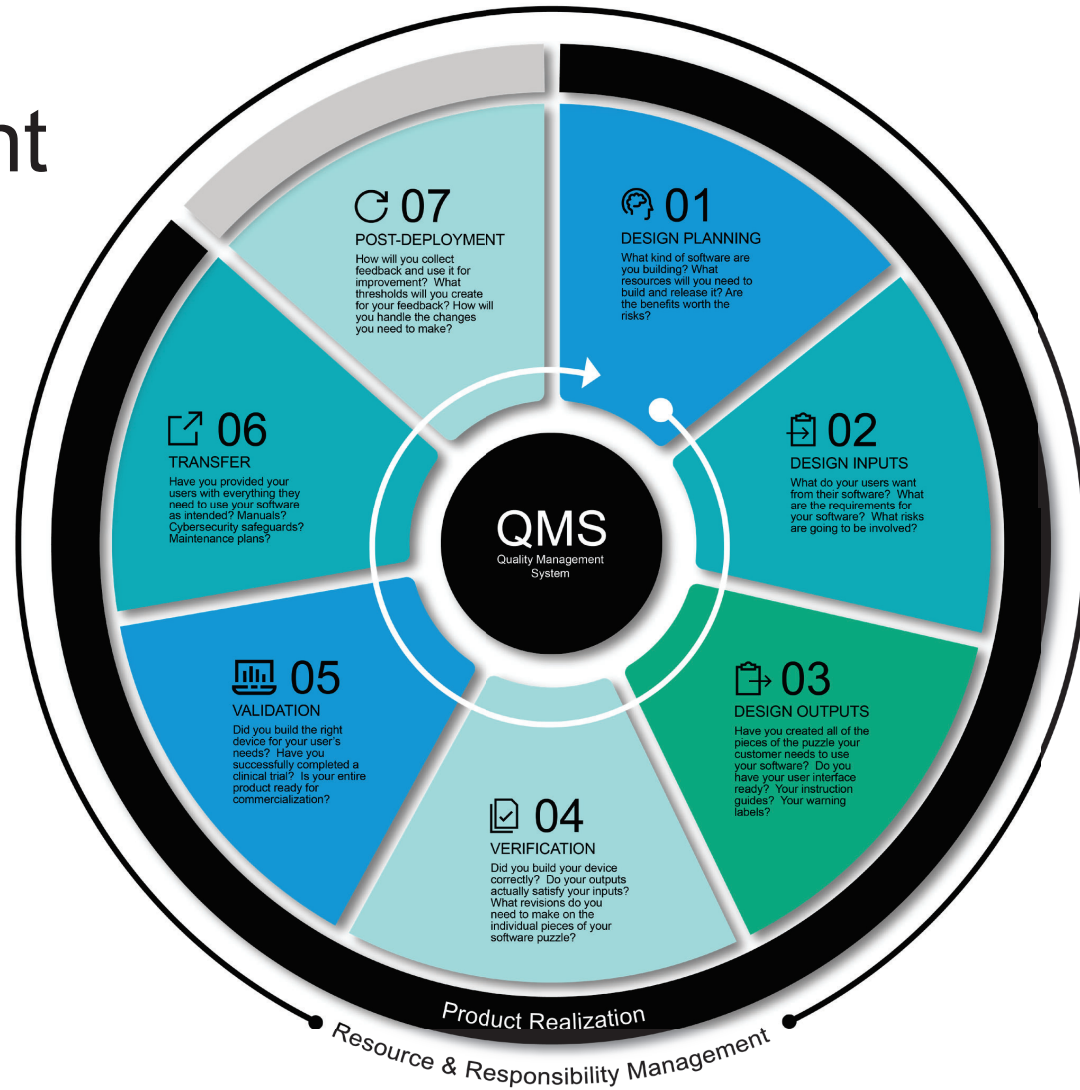 nt
07
POST-DEPLOYMENT
How will you collect
feedback and use it for
improvement?  What
thresholds will you create
for your feedback? How will
you handle the changes
you need to make?
01
DESIGN PLANNING
What kind of software are
you building? What
resources will you need to
build and release it? Are
the benefits worth the
risks?
06
TRANSFER
Have you provided your
users with everything they
need to use your software
as intended? Manuals?
Cybersecurity safeguards?
Maintenance plans?
02
DESIGN INPUTS
What do your users want
from their software?  What
are the requirements for
your software?  What risks
are going to be involved?
QMS
Quality Management
System
05
VALIDATION
Did you build the right
device for your user's
needs?  Have you
successfully completed a
clinical trial?  Is your entire
product ready for
commercialization?
03
DESIGN OUTPUTS
Have you created all of the
pieces of the puzzle your
customer needs to use
your software?  Do you
have your user interface
ready?  Your instruction
guides?  Your warning
labels?
04
VERIFICATION
Did you build your device
correctly?  Do your outputs
actually satisfy your inputs?
What revisions do you
need to make on the
individual pieces of your
software puzzle?
Product Realization
Resource & Responsibility Management